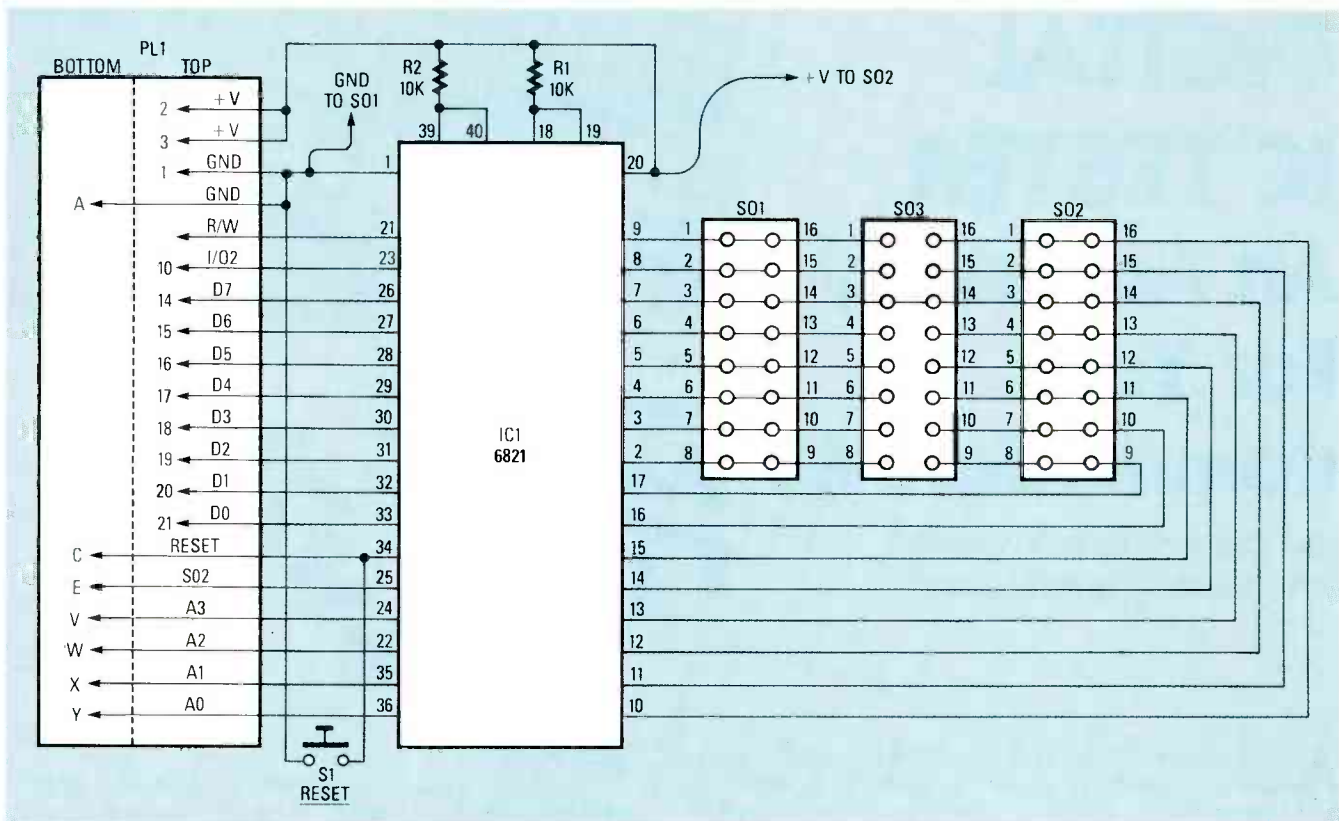 PL1
BOTTOM TOP
2 +V
3 +V
1 GND
A GND
R/W
10 I/O2
14 D7
15 D6
16 D5
17 D4
18 D3
19 D2
20 D1
21 D0
C RESET
E S02
V A3
W A2
X A1
Y A0
GND
TO SO1
R2
10K
R1
10K
+V TO SO2
39 40 18 19
1
21
23
26
27
28
29
30
31
32
33
34
25
24
22
35
36
IC1
6821
20
9
8
7
6
5
4
3
2
17
16
15
14
13
12
11
10
SO1
1 16
2 15
3 14
4 13
5 12
6 11
7 10
8 9
SO3
1 16
2 15
3 14
4 13
5 12
6 11
7 10
8 9
SO2
1 16
2 15
3 14
4 13
5 12
6 11
7 10
8 9
S1
RESET